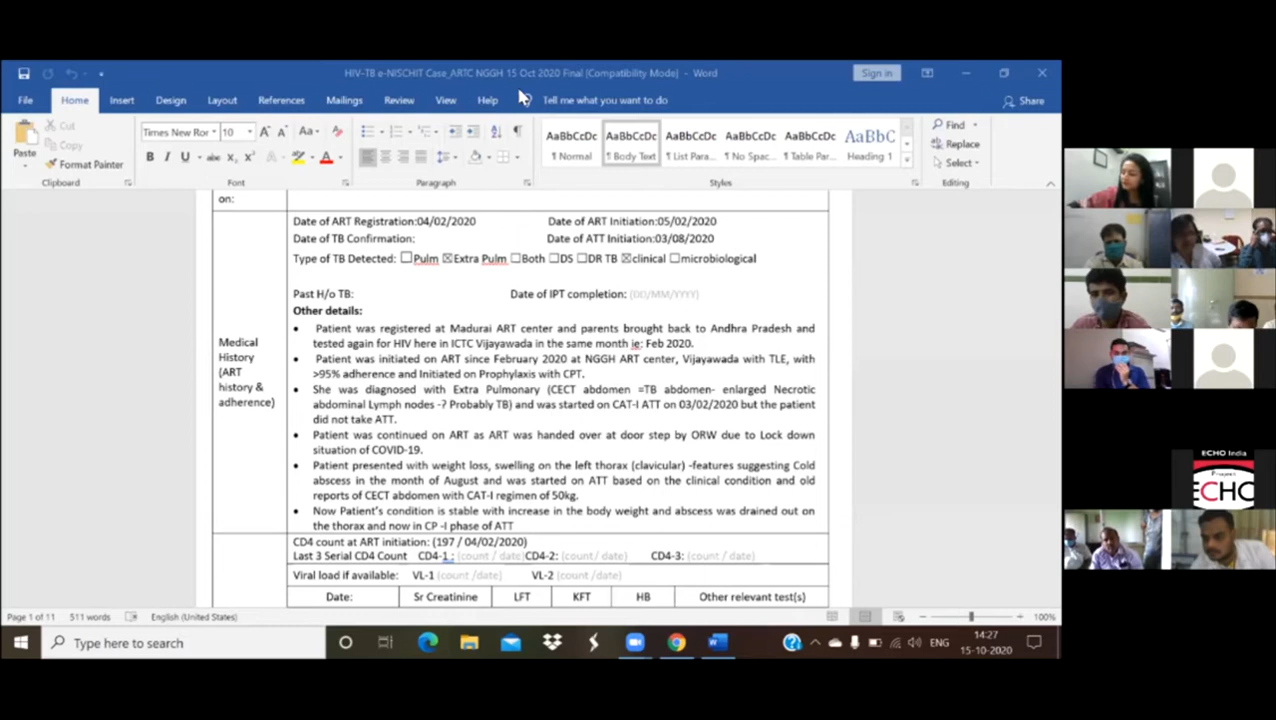 HIV-TB e-NISCHIT Case_ARTC NGGH 15 Oct 2020 Final [Compatibility Mode] - Word
Sign in
File Home Insert Design Layout References Mailings Review View Help Tell me what you want to do
Share
Paste
Cut
Copy
Format Painter
Clipboard
Times New Ror 10
Font
Paragraph
AaBbCcDc AaBbCcDc AaBbCcDc AaBbCcDc AaBbCcDc AaBbC
¶ Normal ¶ Body Text ¶ List Para... ¶ No Spac... ¶ Table Par... Heading 1
Styles
Find
Replace
Select
Editing
on:
Medical
History
(ART
history &
adherence)
Date of ART Registration:04/02/2020 Date of ART Initiation:05/02/2020
Date of TB Confirmation: Date of ATT Initiation:03/08/2020
Type of TB Detected: ☐Pulm ☒Extra Pulm ☐Both ☐DS ☐DR TB ☒clinical ☐microbiological
Past H/o TB: Date of IPT completion: (DD/MM/YYYY)
Other details:
• Patient was registered at Madurai ART center and parents brought back to Andhra Pradesh and
tested again for HIV here in ICTC Vijayawada in the same month ie: Feb 2020.
• Patient was initiated on ART since February 2020 at NGGH ART center, Vijayawada with TLE, with
>95% adherence and Initiated on Prophylaxis with CPT.
• She was diagnosed with Extra Pulmonary (CECT abdomen =TB abdomen- enlarged Necrotic
abdominal Lymph nodes -? Probably TB) and was started on CAT-I ATT on 03/02/2020 but the patient
did not take ATT.
• Patient was continued on ART as ART was handed over at door step by ORW due to Lock down
situation of COVID-19.
• Patient presented with weight loss, swelling on the left thorax (clavicular) -features suggesting Cold
abscess in the month of August and was started on ATT based on the clinical condition and old
reports of CECT abdomen with CAT-I regimen of 50kg.
• Now Patient's condition is stable with increase in the body weight and abscess was drained out on
the thorax and now in CP -I phase of ATT
CD4 count at ART initiation: (197 / 04/02/2020)
Last 3 Serial CD4 Count CD4-1 : (count / date) CD4-2: (count / date) CD4-3: (count / date)
Viral load if available: VL-1 (count /date) VL-2 (count /date)
Date: Sr Creatinine LFT KFT HB Other relevant test(s)
Page 1 of 11 511 words English (United States) 100%
Type here to search
ENG
14:27
15-10-2020
ECHO India
ECHO